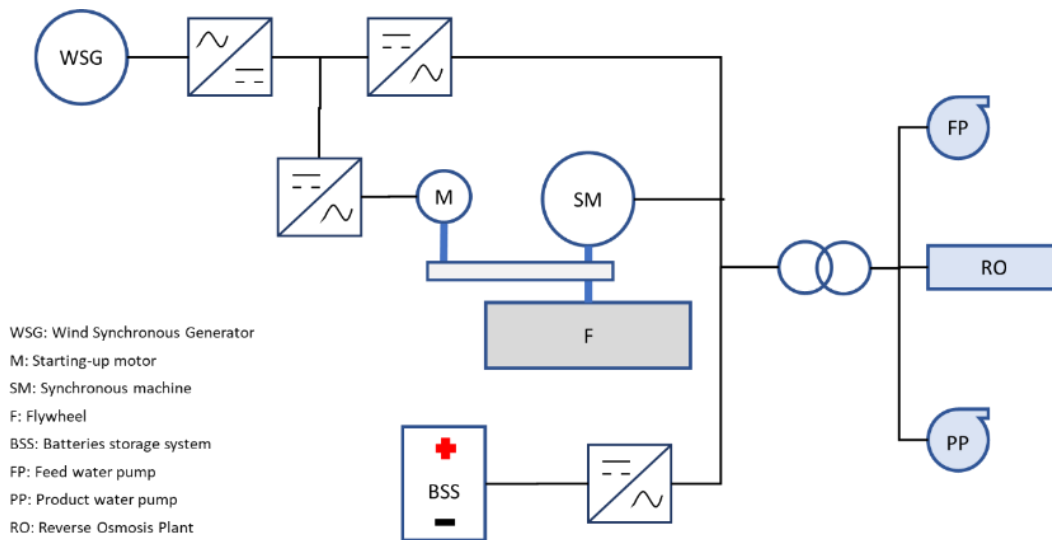 WSG
M
SM
F
BSS
FP
RO
PP
WSG: Wind Synchronous Generator
M: Starting-up motor
SM: Synchronous machine
F: Flywheel
BSS: Batteries storage system
FP: Feed water pump
PP: Product water pump
RO: Reverse Osmosis Plant